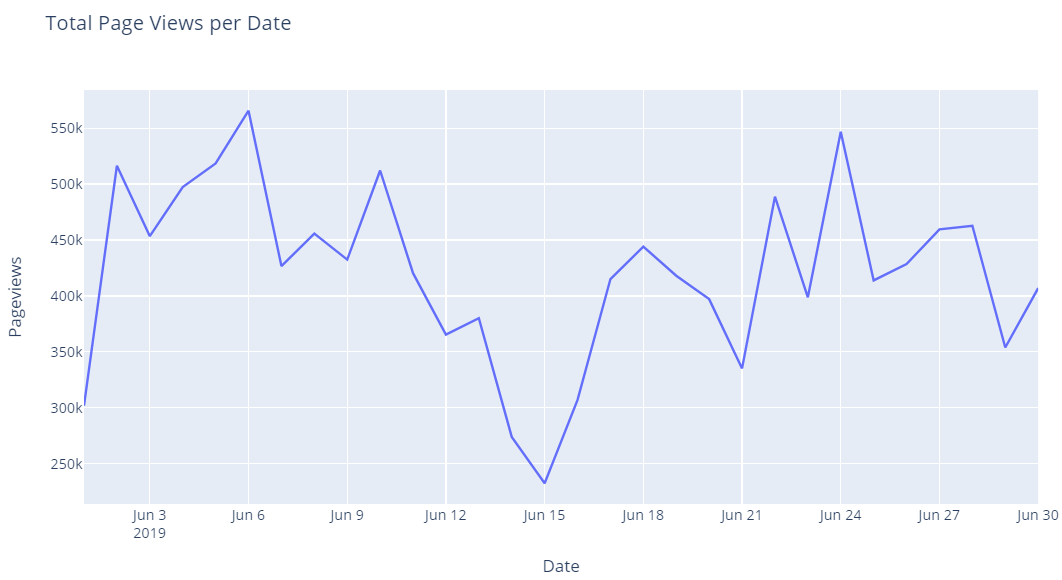 Total Page Views per Date
Pageviews
550k
500k
450k
400k
350k
300k
250k
Jun 3 Jun 6 Jun 9 Jun 12 Jun 15 Jun 18 Jun 21 Jun 24 Jun 27 Jun 30
2019
Date